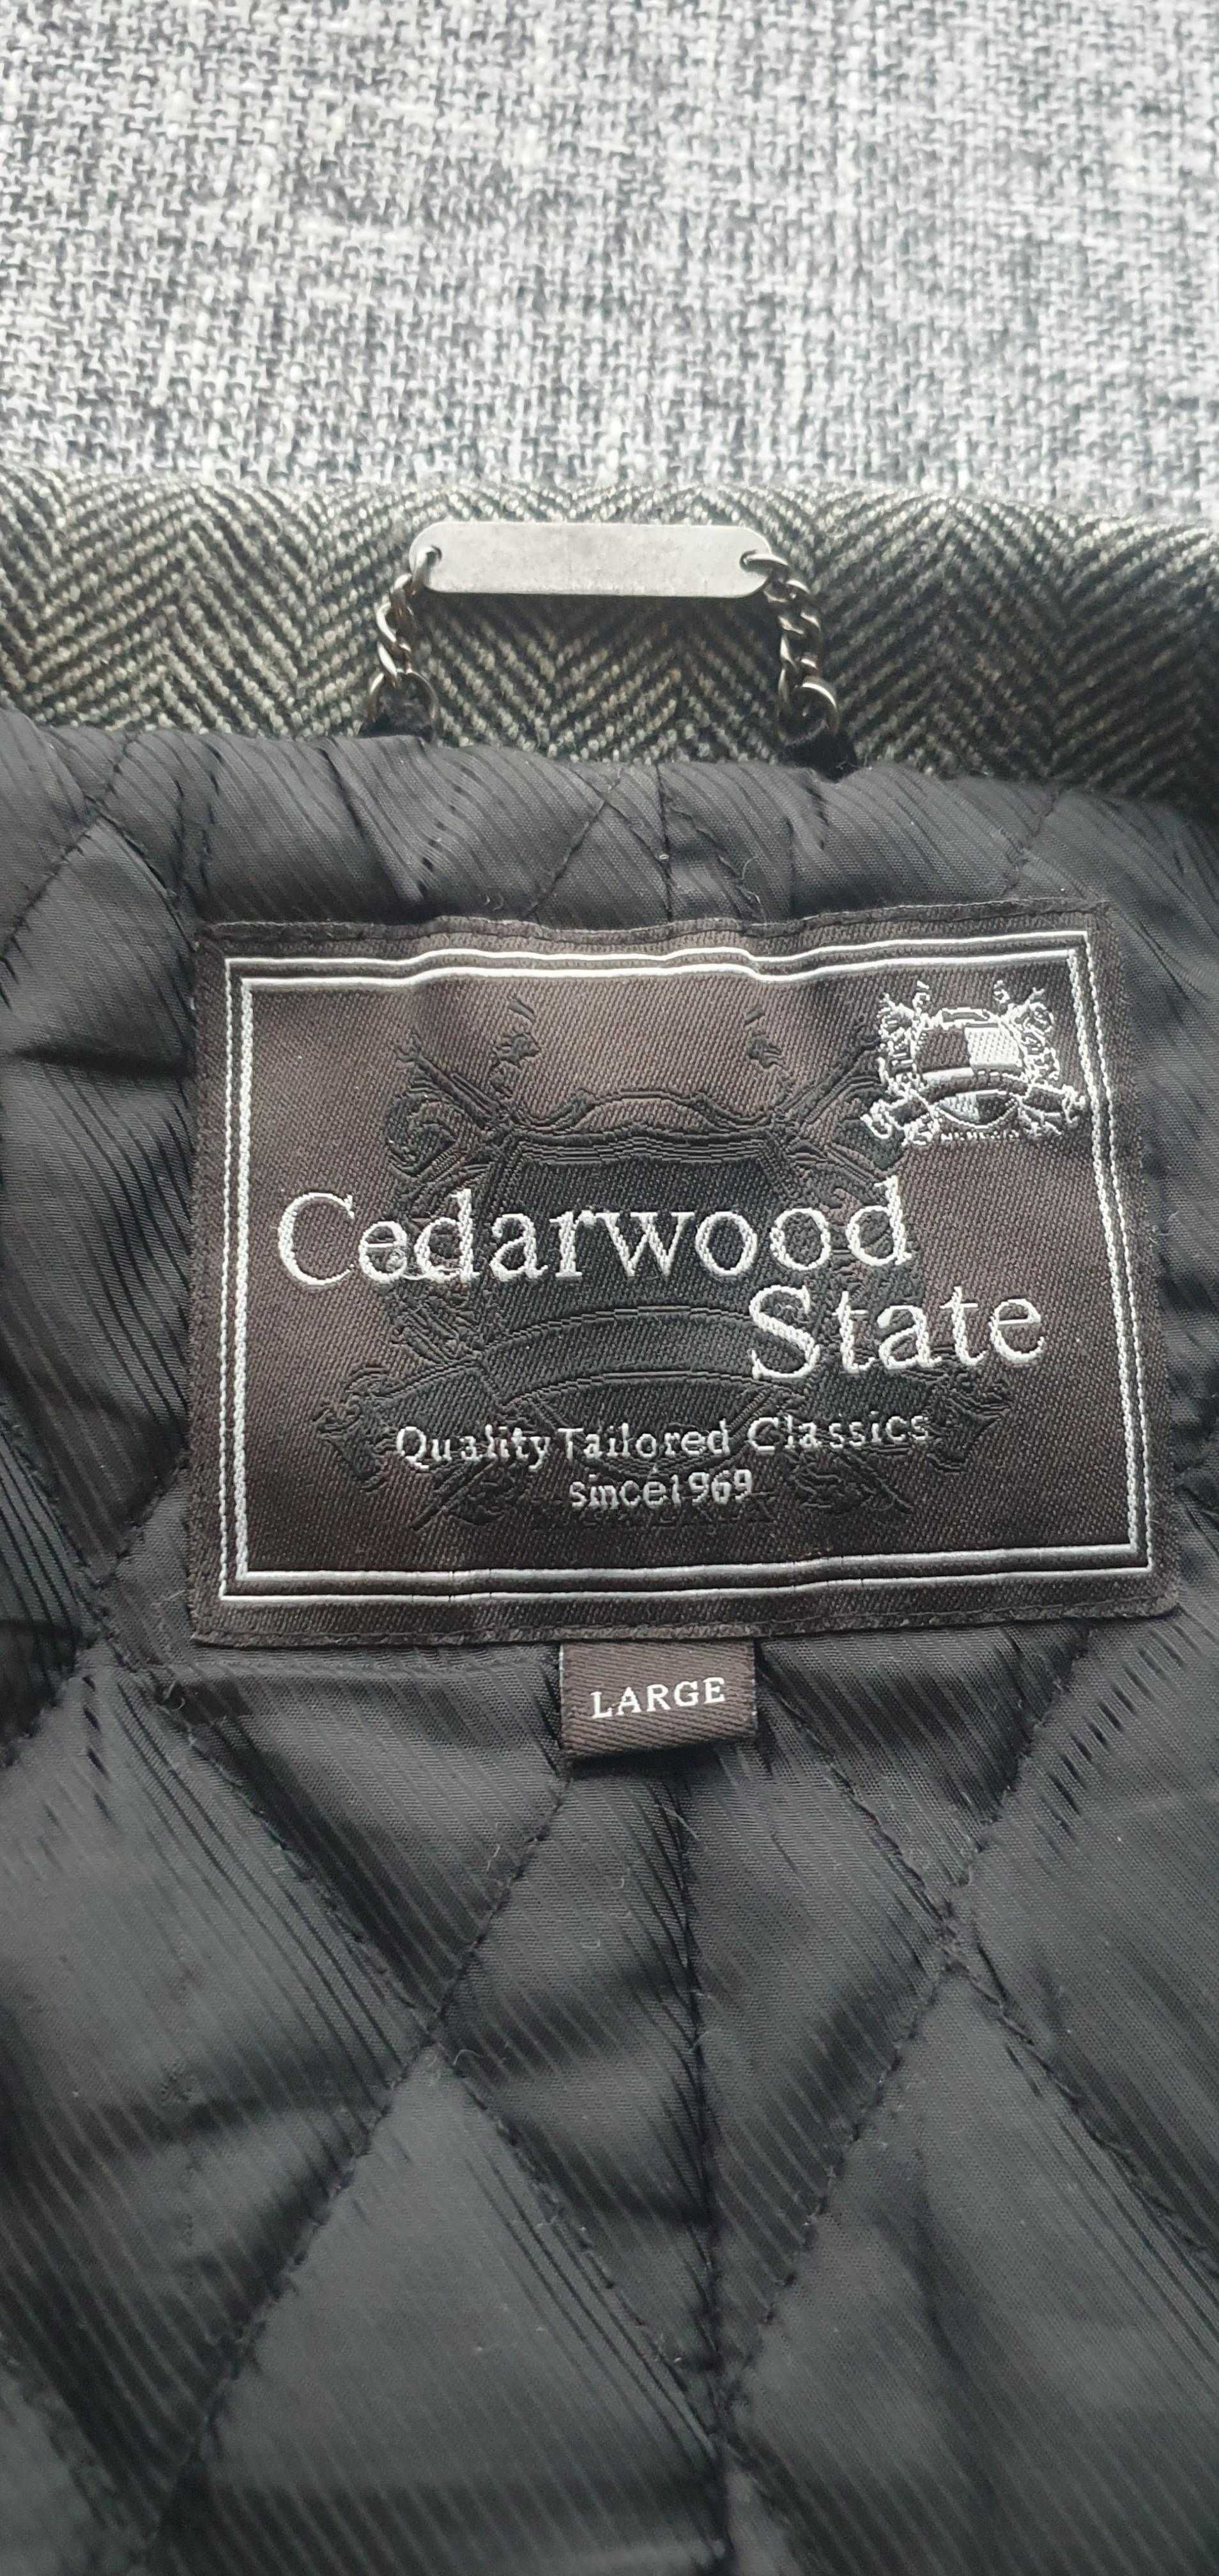 Cedarwood
State
Quality Tailored Classics
since 1969
LARGE